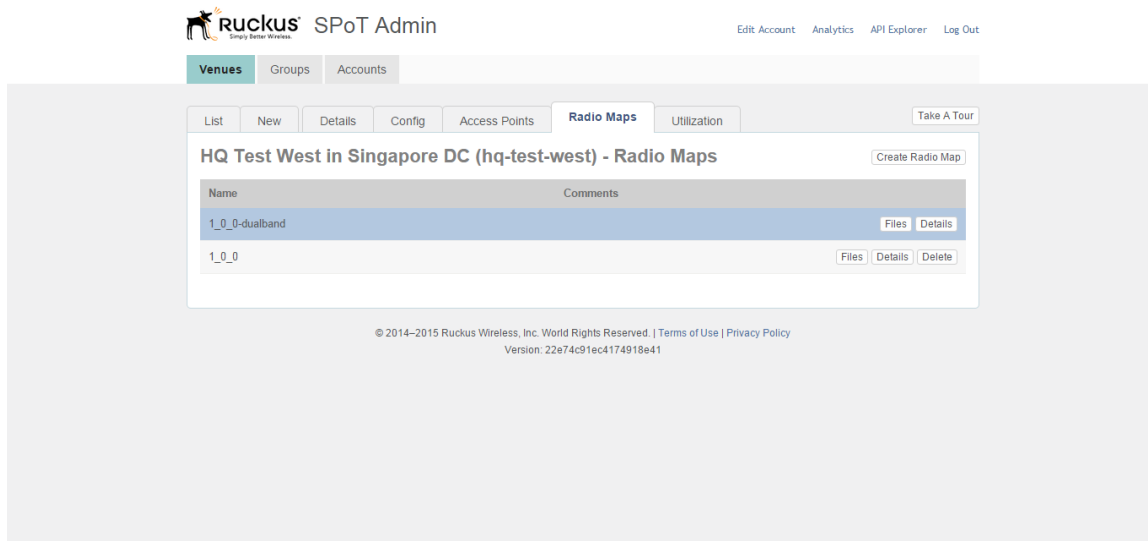 Ruckus SPoT Admin
Simply Better Wireless.
Edit Account Analytics API Explorer Log Out
Venues Groups Accounts
List New Details Config Access Points Radio Maps Utilization Take A Tour
HQ Test West in Singapore DC (hq-test-west) - Radio Maps Create Radio Map
Name Comments
1_0_0-dualband Files Details
1_0_0 Files Details Delete
© 2014–2015 Ruckus Wireless, Inc. World Rights Reserved. | Terms of Use | Privacy Policy
Version: 22e74c91ec4174918e41